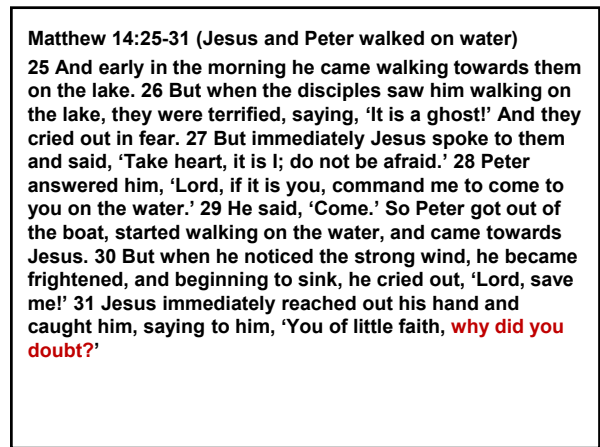 Matthew 14:25-31 (Jesus and Peter walked on water)
25 And early in the morning he came walking towards them
on the lake. 26 But when the disciples saw him walking on
the lake, they were terrified, saying, ‘It is a ghost!’ And they
cried out in fear. 27 But immediately Jesus spoke to them
and said, ‘Take heart, it is I; do not be afraid.’ 28 Peter
answered him, ‘Lord, if it is you, command me to come to
you on the water.’ 29 He said, ‘Come.’ So Peter got out of
the boat, started walking on the water, and came towards
Jesus. 30 But when he noticed the strong wind, he became
frightened, and beginning to sink, he cried out, ‘Lord, save
me!’ 31 Jesus immediately reached out his hand and
caught him, saying to him, ‘You of little faith, why did you
doubt?’